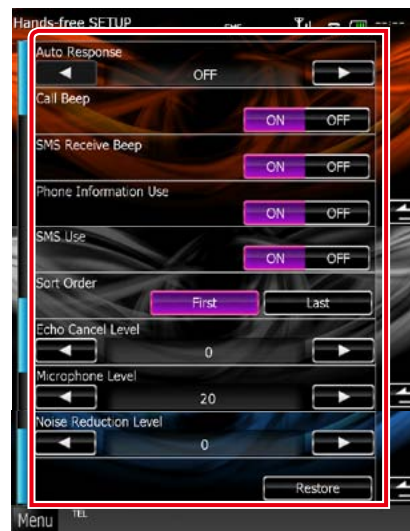 Hands-free SETUP SMS --:--
Auto Response
OFF
Call Beep
ON OFF
SMS Receive Beep
ON OFF
Phone Information Use
ON OFF
SMS Use
ON OFF
Sort Order
First Last
Echo Cancel Level
0
Microphone Level
20
Noise Reduction Level
0
Restore
Menu TEL